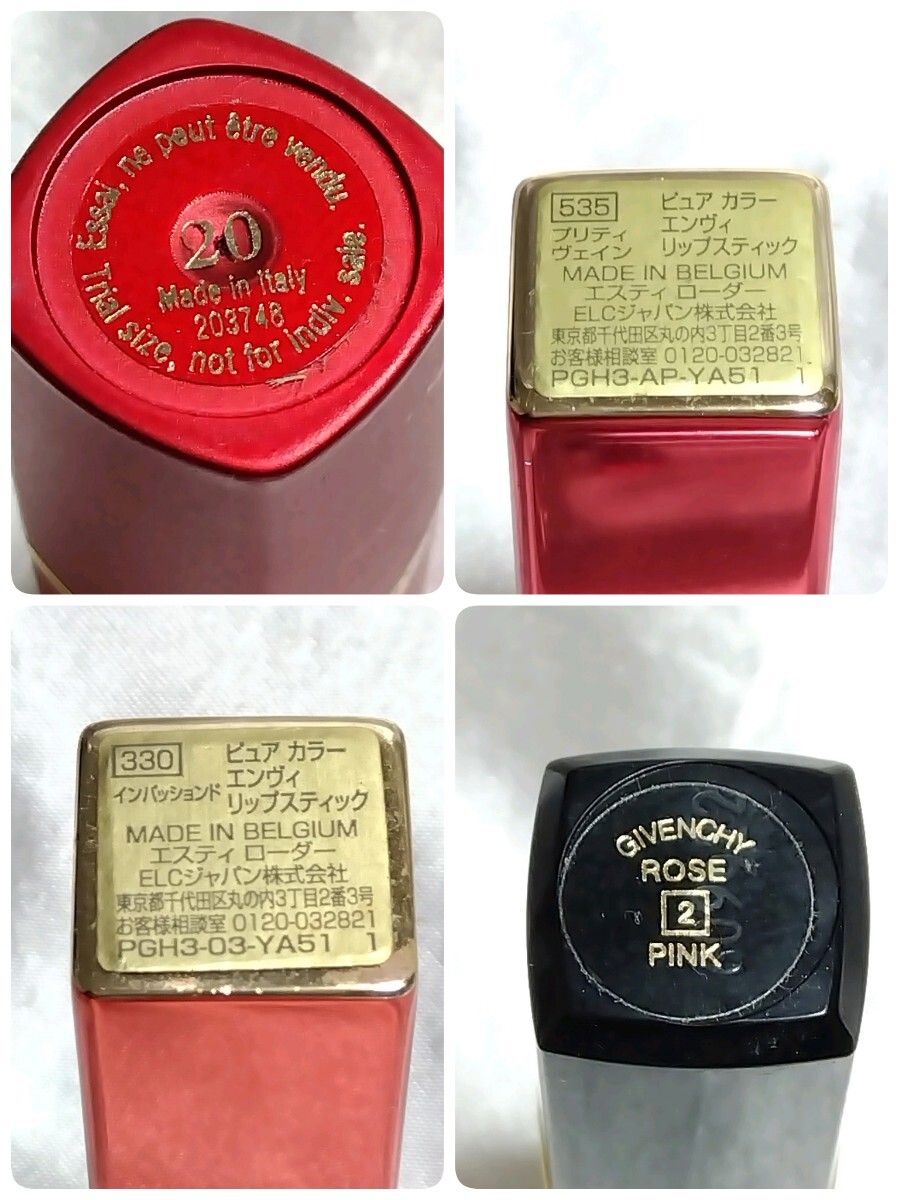 Essai, ne peut être vendu.
20
Made in Italy
203748
Trial size, not for indiv. sale.
535
ピュア カラー
エンヴィ
リップスティック
プリティ
ヴェイン
MADE IN BELGIUM
エスティ ローダー
ELCジャパン株式会社
東京都千代田区丸の内3丁目2番3号
お客様相談室 0120-032821
PGH3-AP-YA51 1
330
ピュア カラー
エンヴィ
リップスティック
インパッションド
MADE IN BELGIUM
エスティ ローダー
ELCジャパン株式会社
東京都千代田区丸の内3丁目2番3号
お客様相談室 0120-032821
PGH3-03-YA51 1
GIVENCHY
ROSE
2
PINK